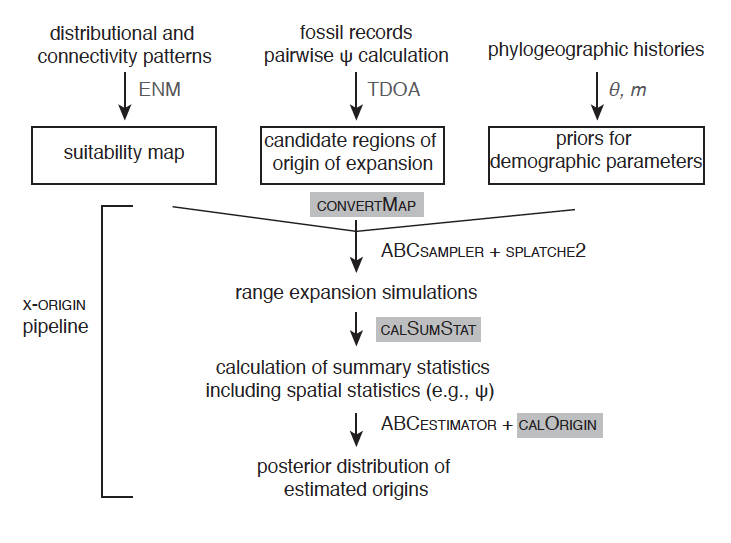 distributional and
connectivity patterns
fossil records
pairwise ψ calculation
phylogeographic histories
ENM
TDOA
θ, m
suitability map
candidate regions of
origin of expansion
priors for
demographic parameters
CONVERTMAP
ABCSAMPLER + SPLATCHE2
range expansion simulations
X-ORIGIN
pipeline
CALSUMSTAT
calculation of summary statistics
including spatial statistics (e.g., ψ)
ABCESTIMATOR + CALORIGIN
posterior distribution of
estimated origins